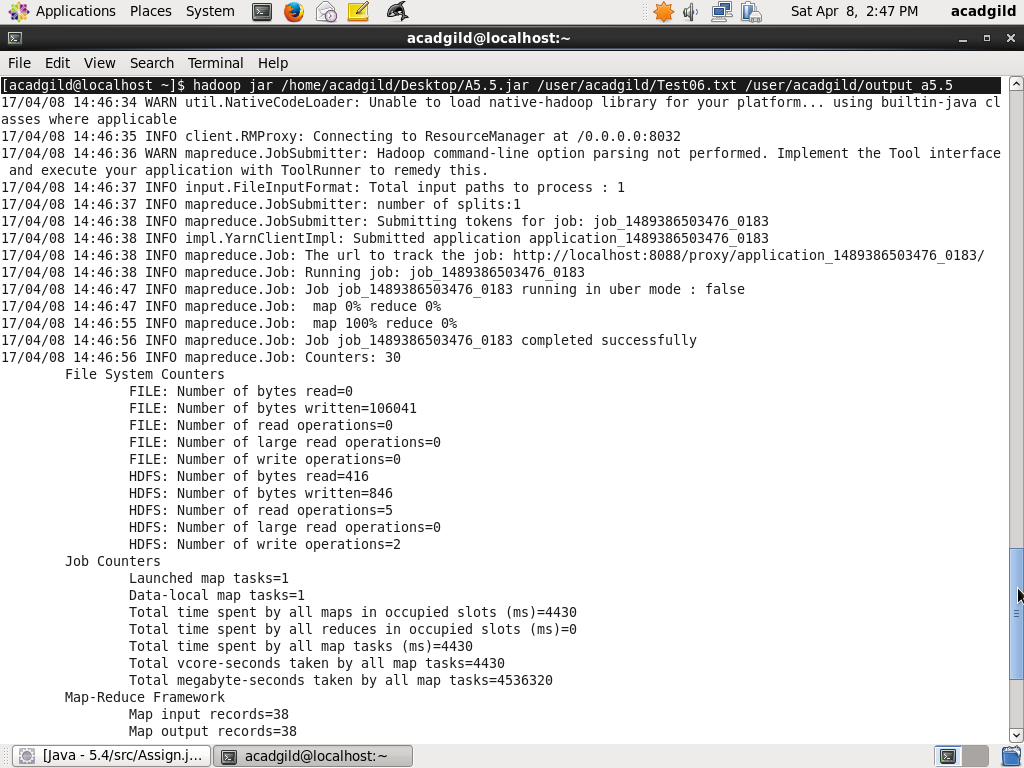 Applications Places System Sat Apr 8, 2:47 PM acadgild
acadgild@localhost:~
File Edit View Search Terminal Help
[acadgild@localhost ~]$ hadoop jar /home/acadgild/Desktop/A5.5.jar /user/acadgild/Test06.txt /user/acadgild/output_a5.5
17/04/08 14:46:34 WARN util.NativeCodeLoader: Unable to load native-hadoop library for your platform... using builtin-java cl
asses where applicable
17/04/08 14:46:35 INFO client.RMProxy: Connecting to ResourceManager at /0.0.0.0:8032
17/04/08 14:46:36 WARN mapreduce.JobSubmitter: Hadoop command-line option parsing not performed. Implement the Tool interface
 and execute your application with ToolRunner to remedy this.
17/04/08 14:46:37 INFO input.FileInputFormat: Total input paths to process : 1
17/04/08 14:46:37 INFO mapreduce.JobSubmitter: number of splits:1
17/04/08 14:46:38 INFO mapreduce.JobSubmitter: Submitting tokens for job: job_1489386503476_0183
17/04/08 14:46:38 INFO impl.YarnClientImpl: Submitted application application_1489386503476_0183
17/04/08 14:46:38 INFO mapreduce.Job: The url to track the job: http://localhost:8088/proxy/application_1489386503476_0183/
17/04/08 14:46:38 INFO mapreduce.Job: Running job: job_1489386503476_0183
17/04/08 14:46:47 INFO mapreduce.Job: Job job_1489386503476_0183 running in uber mode : false
17/04/08 14:46:47 INFO mapreduce.Job:  map 0% reduce 0%
17/04/08 14:46:55 INFO mapreduce.Job:  map 100% reduce 0%
17/04/08 14:46:56 INFO mapreduce.Job: Job job_1489386503476_0183 completed successfully
17/04/08 14:46:56 INFO mapreduce.Job: Counters: 30
File System Counters
FILE: Number of bytes read=0
FILE: Number of bytes written=106041
FILE: Number of read operations=0
FILE: Number of large read operations=0
FILE: Number of write operations=0
HDFS: Number of bytes read=416
HDFS: Number of bytes written=846
HDFS: Number of read operations=5
HDFS: Number of large read operations=0
HDFS: Number of write operations=2
Job Counters
Launched map tasks=1
Data-local map tasks=1
Total time spent by all maps in occupied slots (ms)=4430
Total time spent by all reduces in occupied slots (ms)=0
Total time spent by all map tasks (ms)=4430
Total vcore-seconds taken by all map tasks=4430
Total megabyte-seconds taken by all map tasks=4536320
Map-Reduce Framework
Map input records=38
Map output records=38
[Java - 5.4/src/Assign.j... acadgild@localhost:~